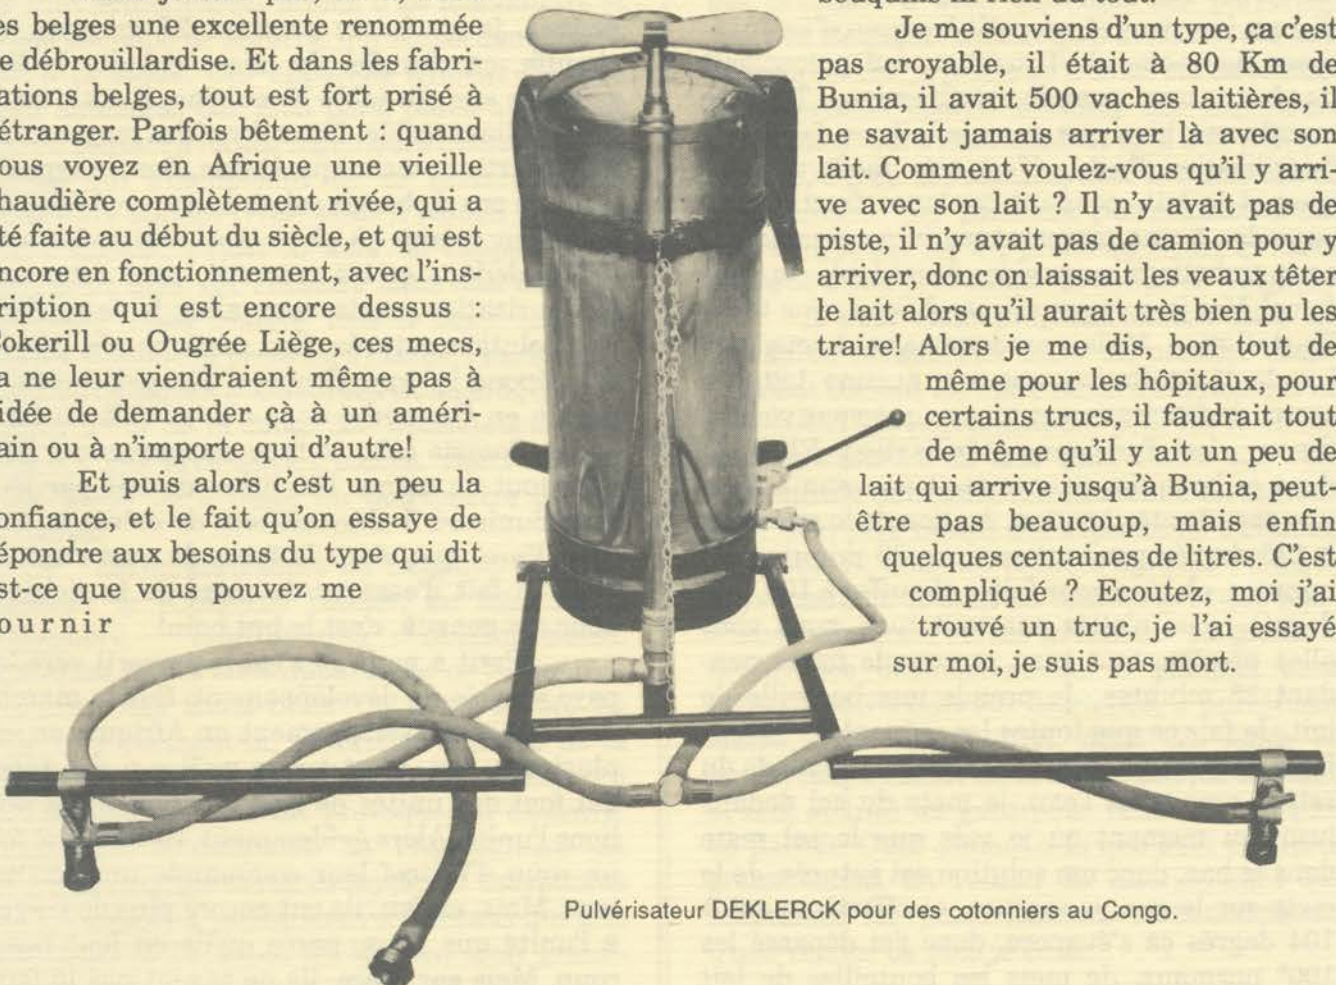 es belges une excellente renommée
e débrouillardise. Et dans les fabri-
ations belges, tout est fort prisé à
étranger. Parfois bêtement : quand
ous voyez en Afrique une vieille
haudière complètement rivée, qui a
té faite au début du siècle, et qui est
ncore en fonctionnement, avec l'ins-
ription qui est encore dessus :
Cokerill ou Ougrée Liège, ces mecs,
a ne leur viendraient même pas à
idée de demander çà à un améri-
ain ou à n'importe qui d'autre!
Et puis alors c'est un peu la
onfiance, et le fait qu'on essaye de
épondre aux besoins du type qui dit
st-ce que vous pouvez me
ournir
ni rien du tout.
Je me souviens d'un type, ça c'est
pas croyable, il était à 80 Km de
Bunia, il avait 500 vaches laitières, il
ne savait jamais arriver là avec son
lait. Comment voulez-vous qu'il y arri-
ve avec son lait ? Il n'y avait pas de
piste, il n'y avait pas de camion pour y
arriver, donc on laissait les veaux têter
le lait alors qu'il aurait très bien pu les
traire! Alors je me dis, bon tout de
même pour les hôpitaux, pour
certains trucs, il faudrait tout
de même qu'il y ait un peu de
lait qui arrive jusqu'à Bunia, peut-
être pas beaucoup, mais enfin
quelques centaines de litres. C'est
compliqué ? Ecoutez, moi j'ai
trouvé un truc, je l'ai essayé
sur moi, je suis pas mort.
Pulvérisateur DEKLERCK pour des cotonniers au Congo.